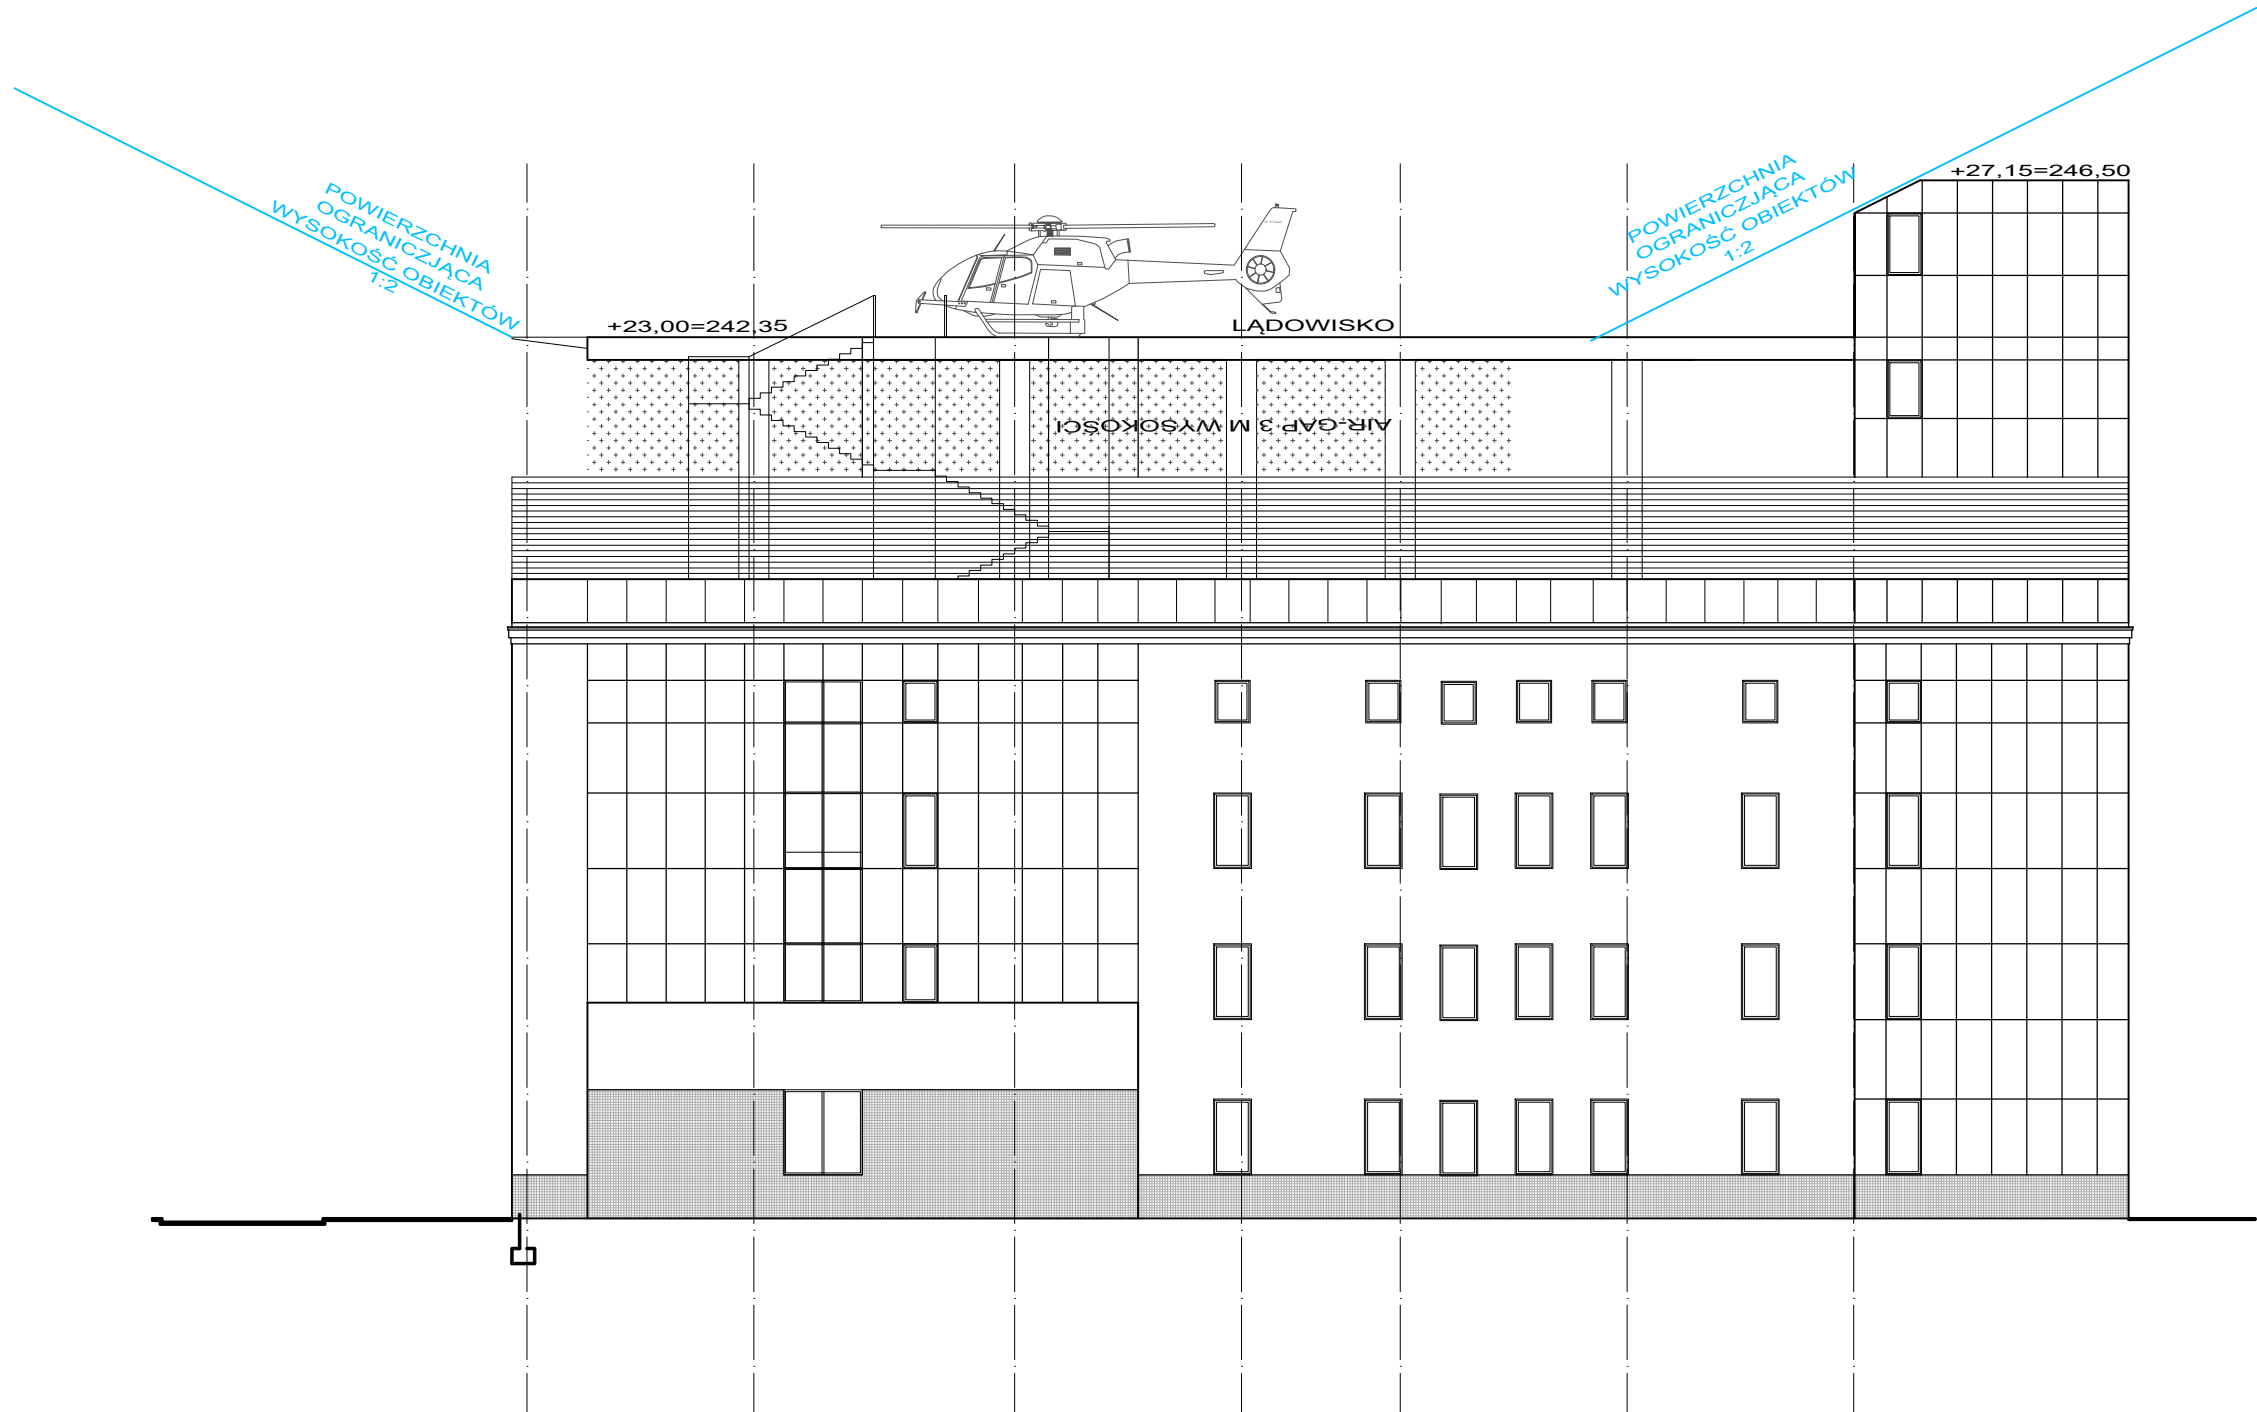 +27,15=246,50
POWIERZCHNIA
OGRANICZJĄCA
WYSOKOŚĆ OBIEKTÓW
1:2
POWIERZCHNIA
OGRANICZJĄCA
WYSOKOŚĆ OBIEKTÓW
1:2
+23,00=242,35
LĄDOWISKO
AIR-GAP 3 M WYSOKOŚCI